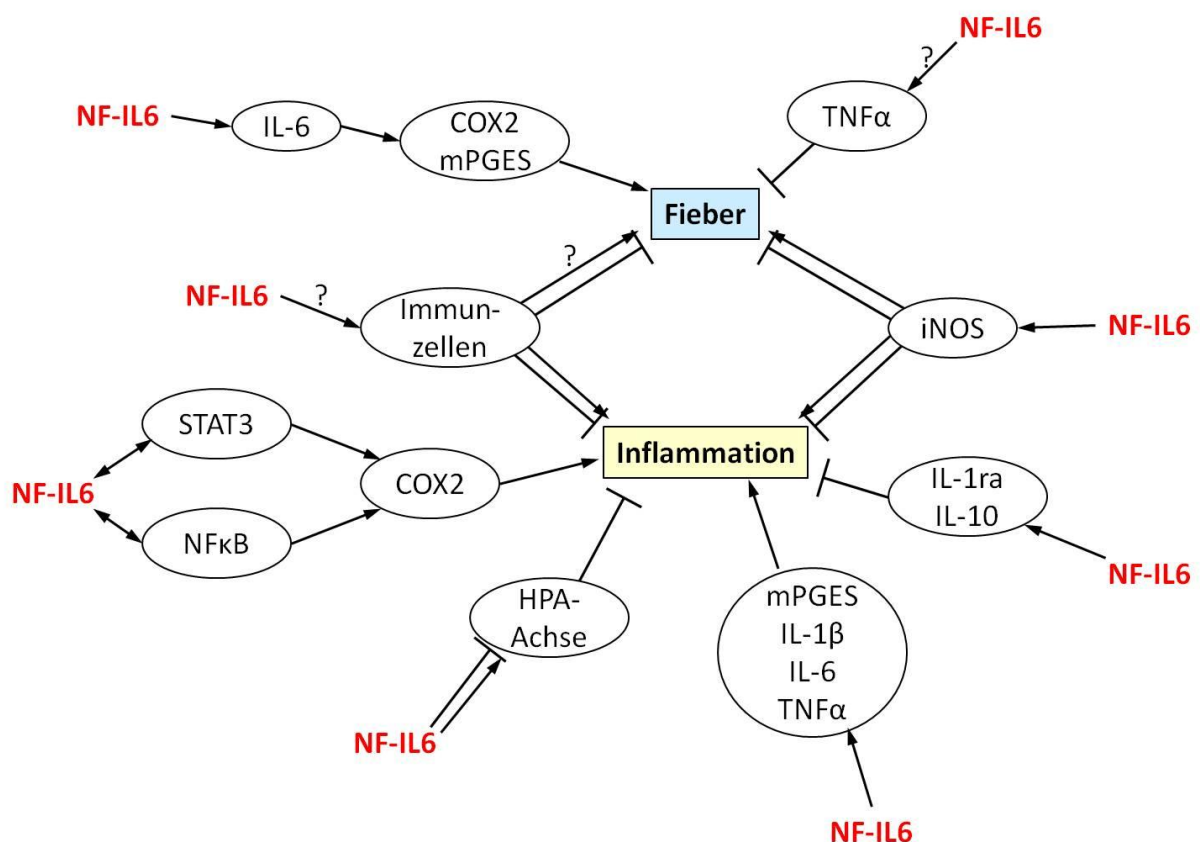 NF-IL6
NF-IL6
?
IL-6
COX2
mPGES
TNFα
Fieber
?
NF-IL6
?
Immun-
zellen
iNOS
NF-IL6
STAT3
Inflammation
NF-IL6
COX2
IL-1ra
IL-10
NFκB
NF-IL6
HPA-
Achse
mPGES
IL-1β
IL-6
TNFα
NF-IL6
NF-IL6